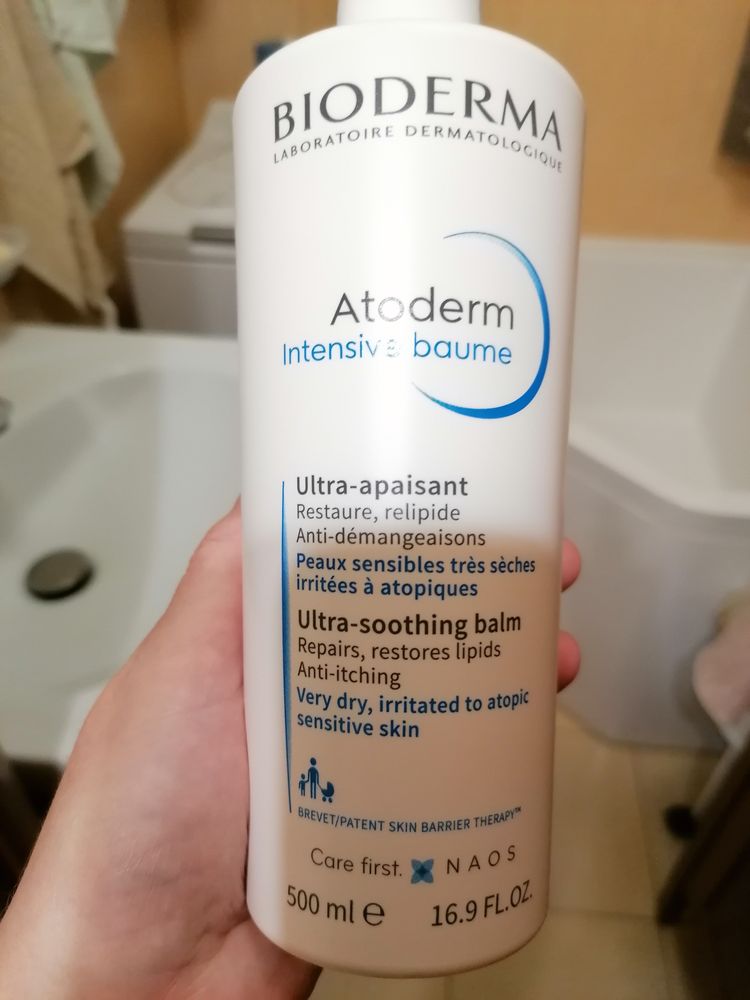 BIODERMA
LABORATOIRE DERMATOLOGIQUE
Atoderm
Intensive baume
Ultra-apaisant
Restaure, relipide
Anti-démangeaisons
Peaux sensibles très sèches
irritées à atopiques
Ultra-soothing balm
Repairs, restores lipids
Anti-itching
Very dry, irritated to atopic
sensitive skin
BREVET/PATENT SKIN BARRIER THERAPY™
Care first. NAOS
500 ml ℮ 16.9 FL.OZ.